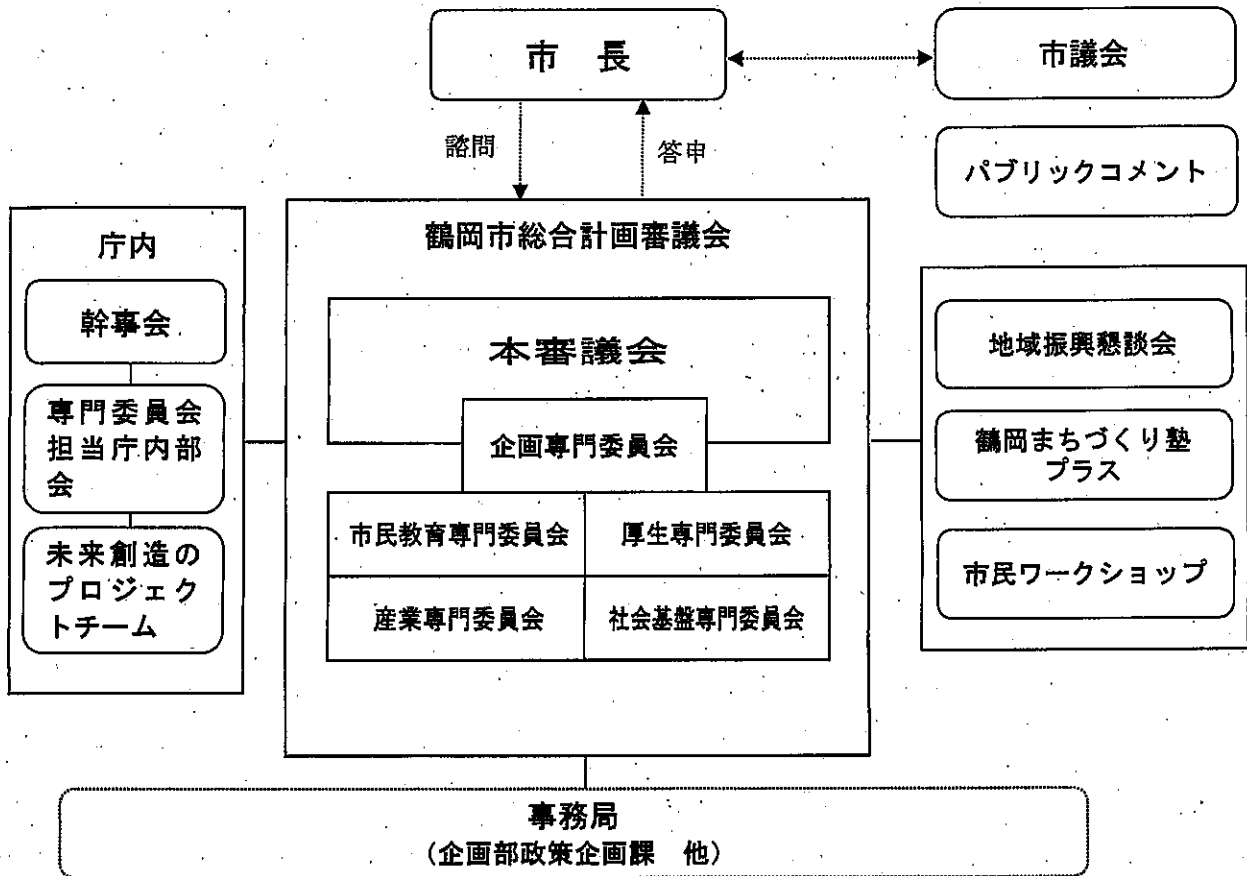 市　長
市議会
諮問
答申
パブリックコメント
庁内
幹事会
専門委員会
担当庁内部
会
未来創造の
プロジェク
トチーム
鶴岡市総合計画審議会
本審議会
企画専門委員会
市民教育専門委員会
厚生専門委員会
産業専門委員会
社会基盤専門委員会
地域振興懇談会
鶴岡まちづくり塾
プラス
市民ワークショップ
事務局
（企画部政策企画課　他）